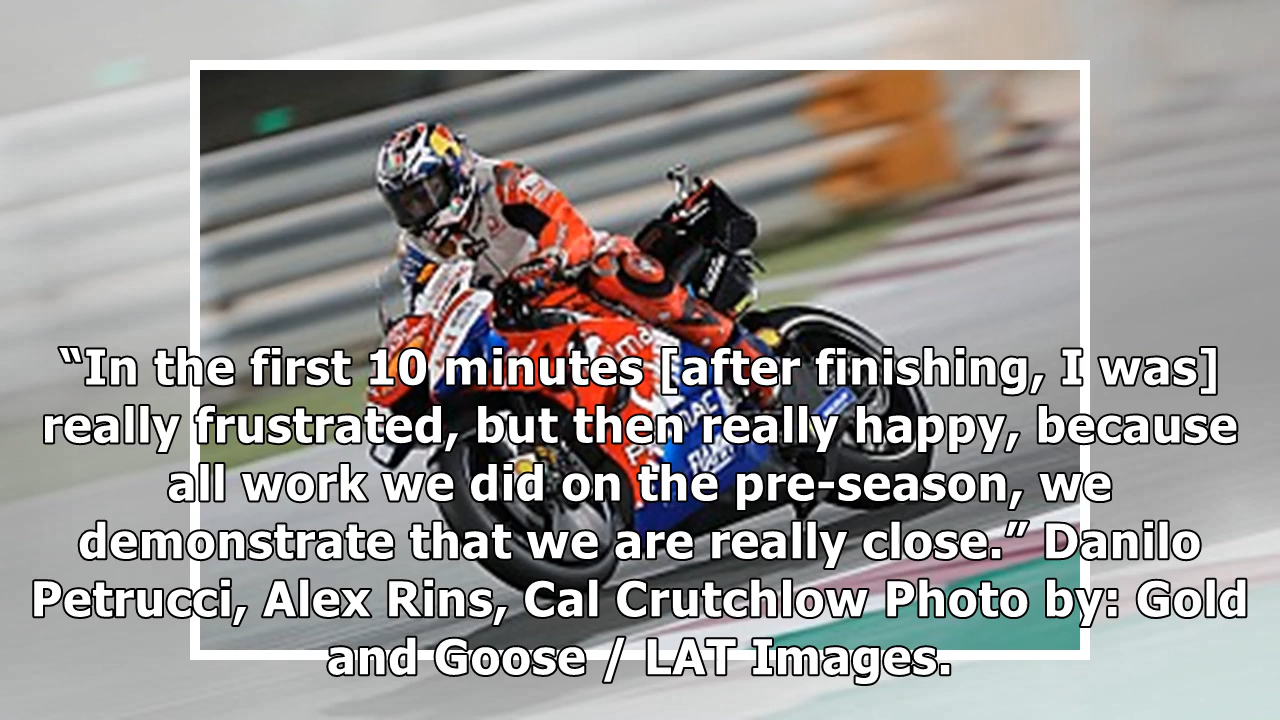 “In the first 10 minutes [after finishing, I was]
really frustrated, but then really happy, because
all work we did on the pre-season, we
demonstrate that we are really close.” Danilo
Petrucci, Alex Rins, Cal Crutchlow Photo by: Gold
and Goose / LAT Images.